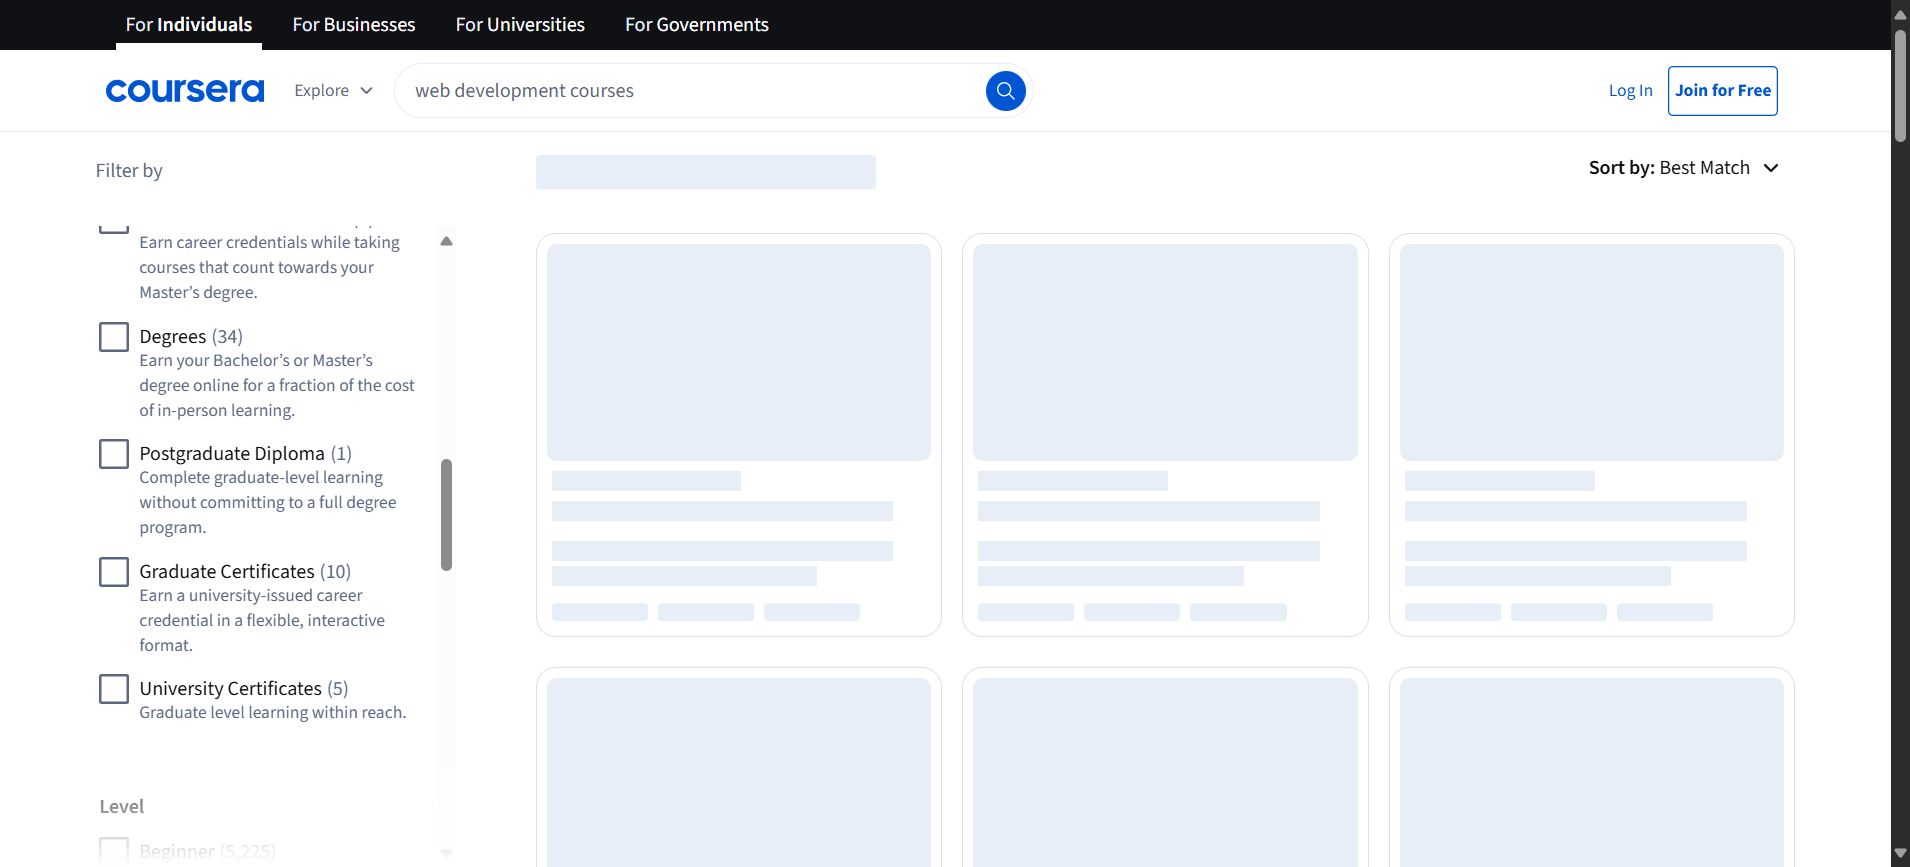 For Individuals
For Businesses
For Universities
For Governments
coursera
Explore
web development courses
Log In
Join for Free
Filter by
Sort by: Best Match
Earn career credentials while taking
courses that count towards your
Master’s degree.
Degrees (34)
Earn your Bachelor’s or Master’s
degree online for a fraction of the cost
of in-person learning.
Postgraduate Diploma (1)
Complete graduate-level learning
without committing to a full degree
program.
Graduate Certificates (10)
Earn a university-issued career
credential in a flexible, interactive
format.
University Certificates (5)
Graduate level learning within reach.
Level
Beginner (5,225)